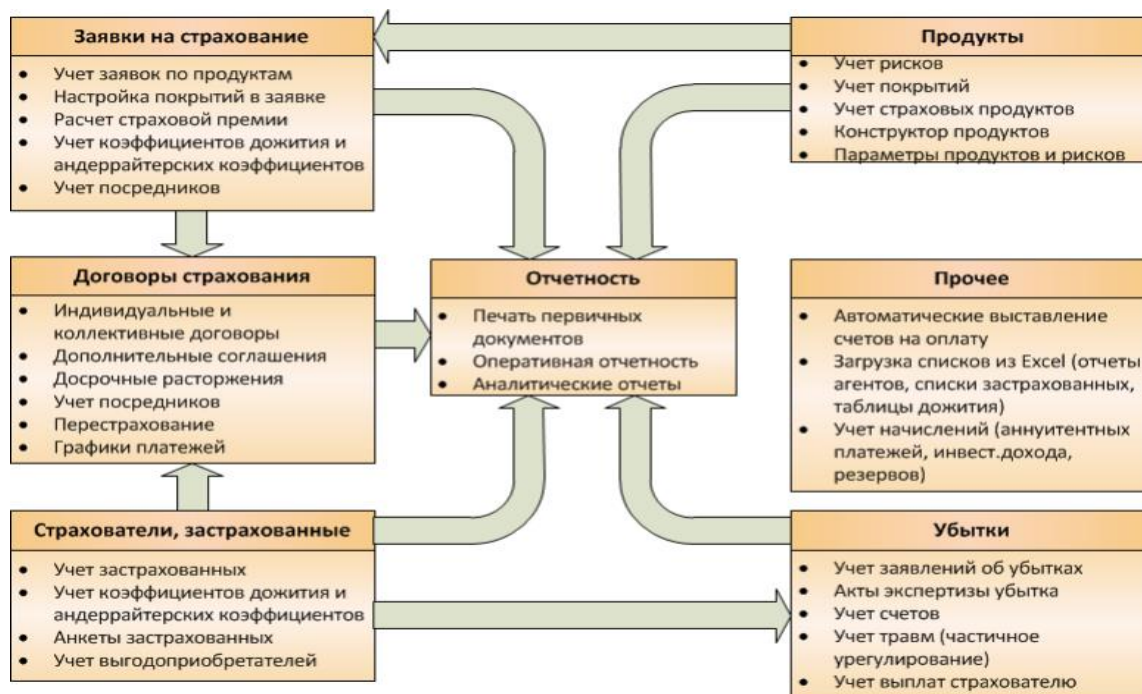 Заявки на страхование
Учет заявок по продуктам
Настройка покрытий в заявке
Расчет страховой премии
Учет коэффициентов дожития и
андеррайтерских коэффициентов
Учет посредников
Продукты
Учет рисков
Учет покрытий
Учет страховых продуктов
Конструктор продуктов
Параметры продуктов и рисков
Договоры страхования
Индивидуальные и
коллективные договоры
Дополнительные соглашения
Досрочные расторжения
Учет посредников
Перестрахование
Графики платежей
Отчетность
Печать первичных
документов
Оперативная отчетность
Аналитические отчеты
Прочее
Автоматические выставление
счетов на оплату
Загрузка списков из Excel (отчеты
агентов, списки застрахованных,
таблицы дожития)
Учет начислений (аннуитентных
платежей, инвест.дохода,
резервов)
Страхователи, застрахованные
Учет застрахованных
Учет коэффициентов дожития и
андеррайтерских коэффициентов
Анкеты застрахованных
Учет выгодоприобретателей
Убытки
Учет заявлений об убытках
Акты экспертизы убытка
Учет счетов
Учет травм (частичное
урегулирование)
Учет выплат страхователю